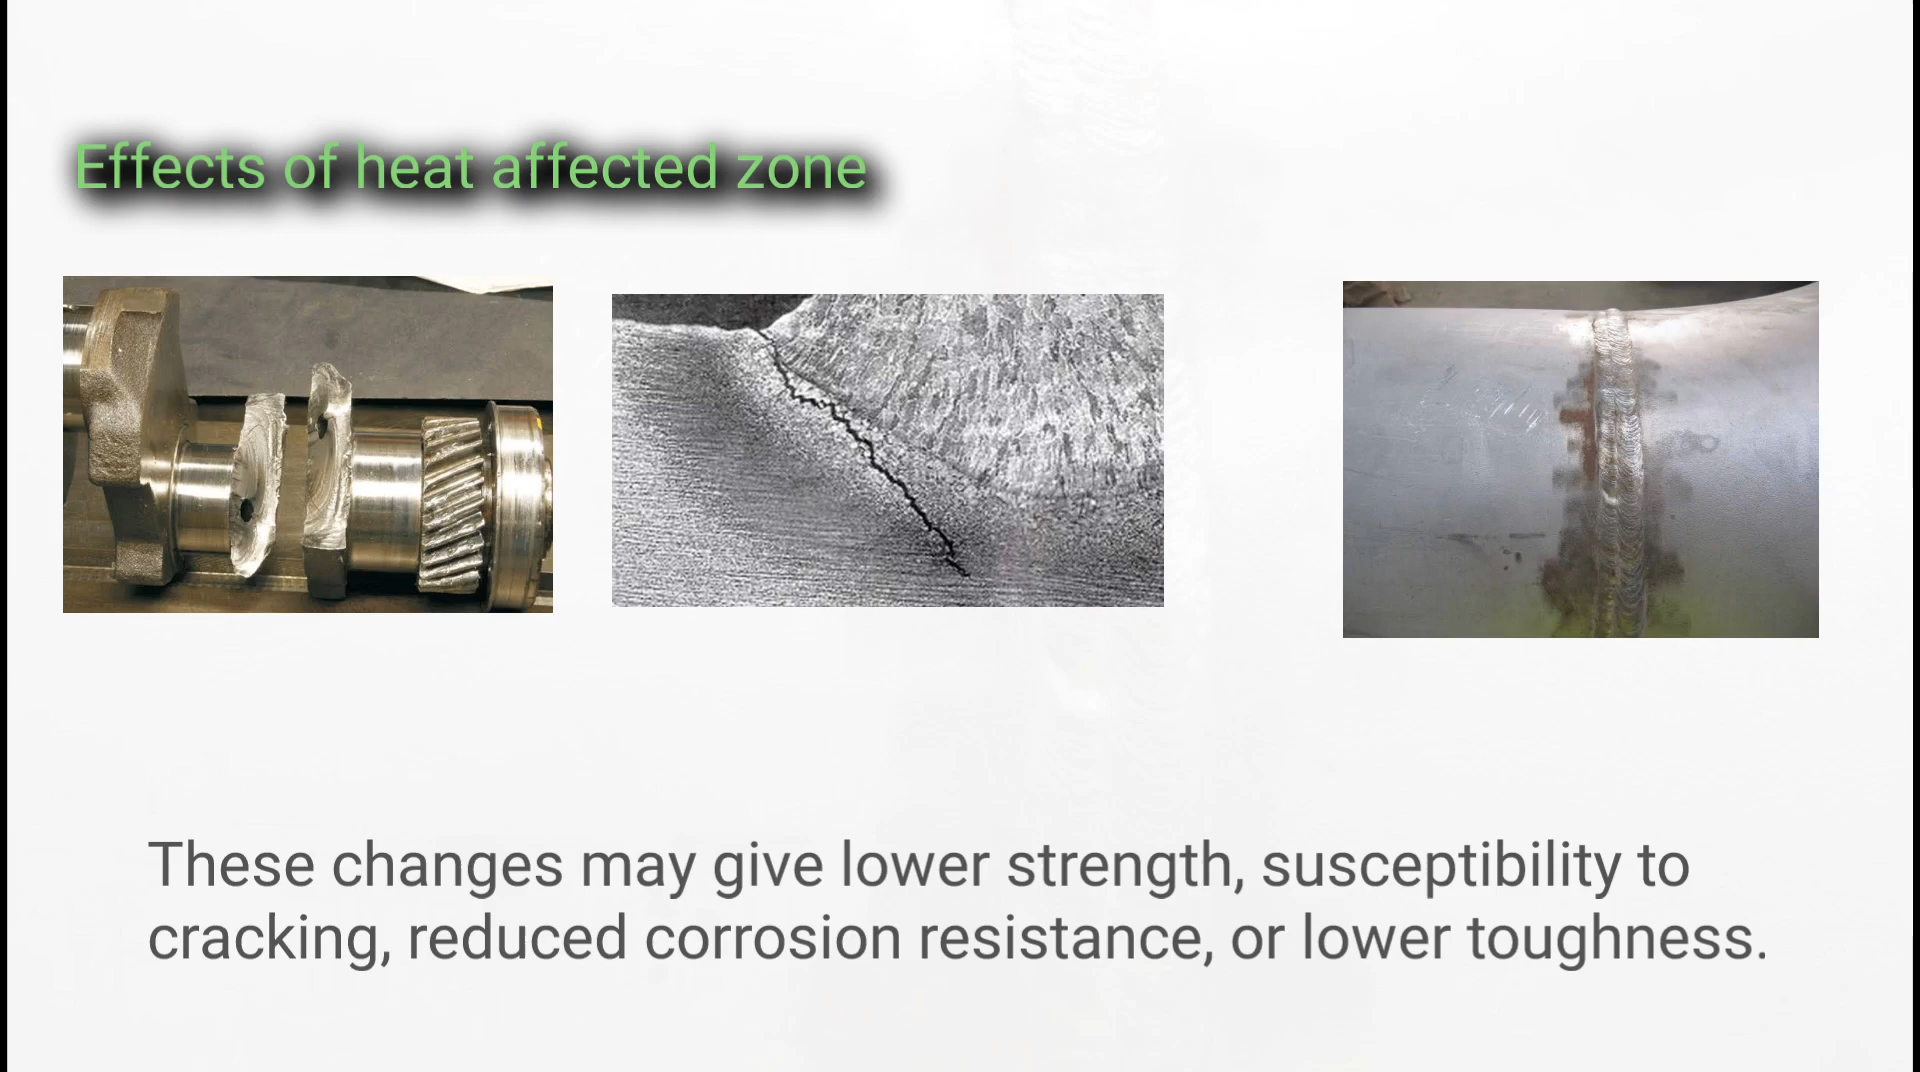 Effects of heat affected zone
These changes may give lower strength, susceptibility to
cracking, reduced corrosion resistance, or lower toughness.